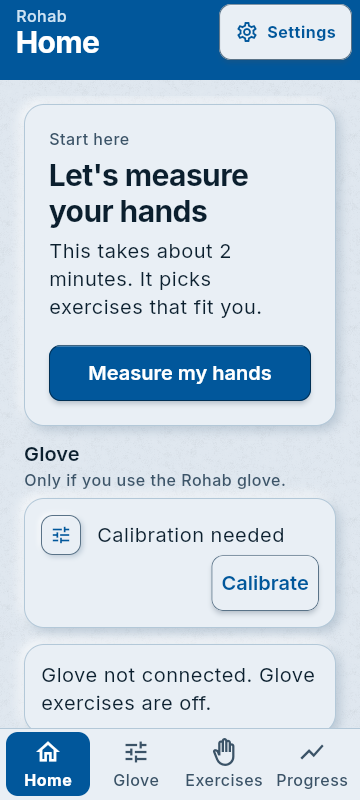 Rohab
Home
Settings
Start here
Let's measure
your hands
This takes about 2
minutes. It picks
exercises that fit you.
Measure my hands
Glove
Only if you use the Rohab glove.
Calibration needed
Calibrate
Glove not connected. Glove
exercises are off.
Home
Glove
Exercises
Progress